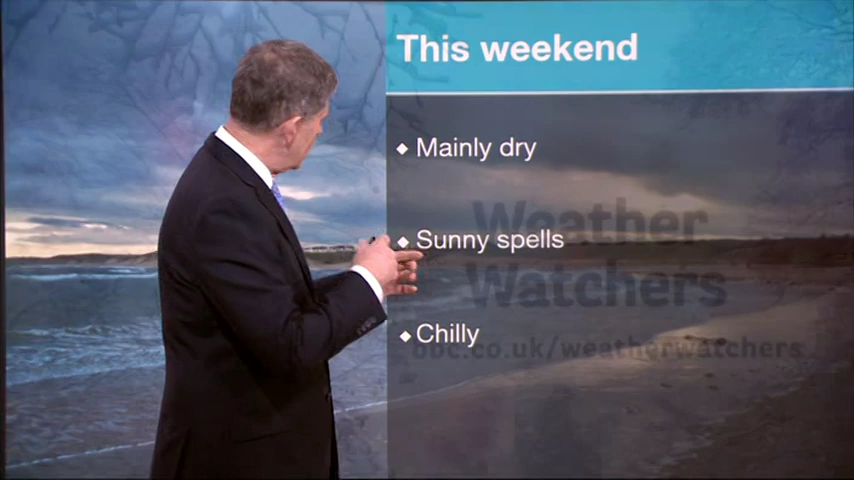 This weekend
Mainly dry
Sunny spells
Chilly
Weather
Watchers
bbc.co.uk/weatherwatchers